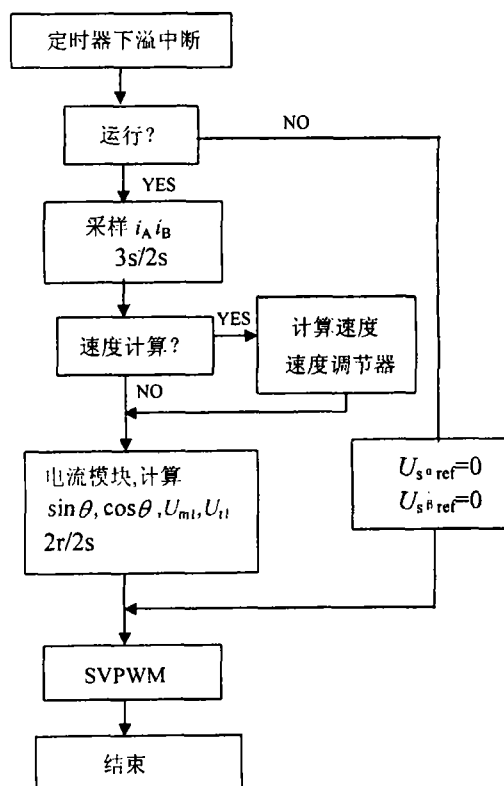 定时器下溢中断
运行?
NO
YES
采样 iA iB
3s/2s
速度计算?
YES
计算速度
速度调节器
NO
电流模块,计算
sinθ,cosθ,Umt,Utt
2r/2s
Usαref=0
Usβref=0
SVPWM
结束